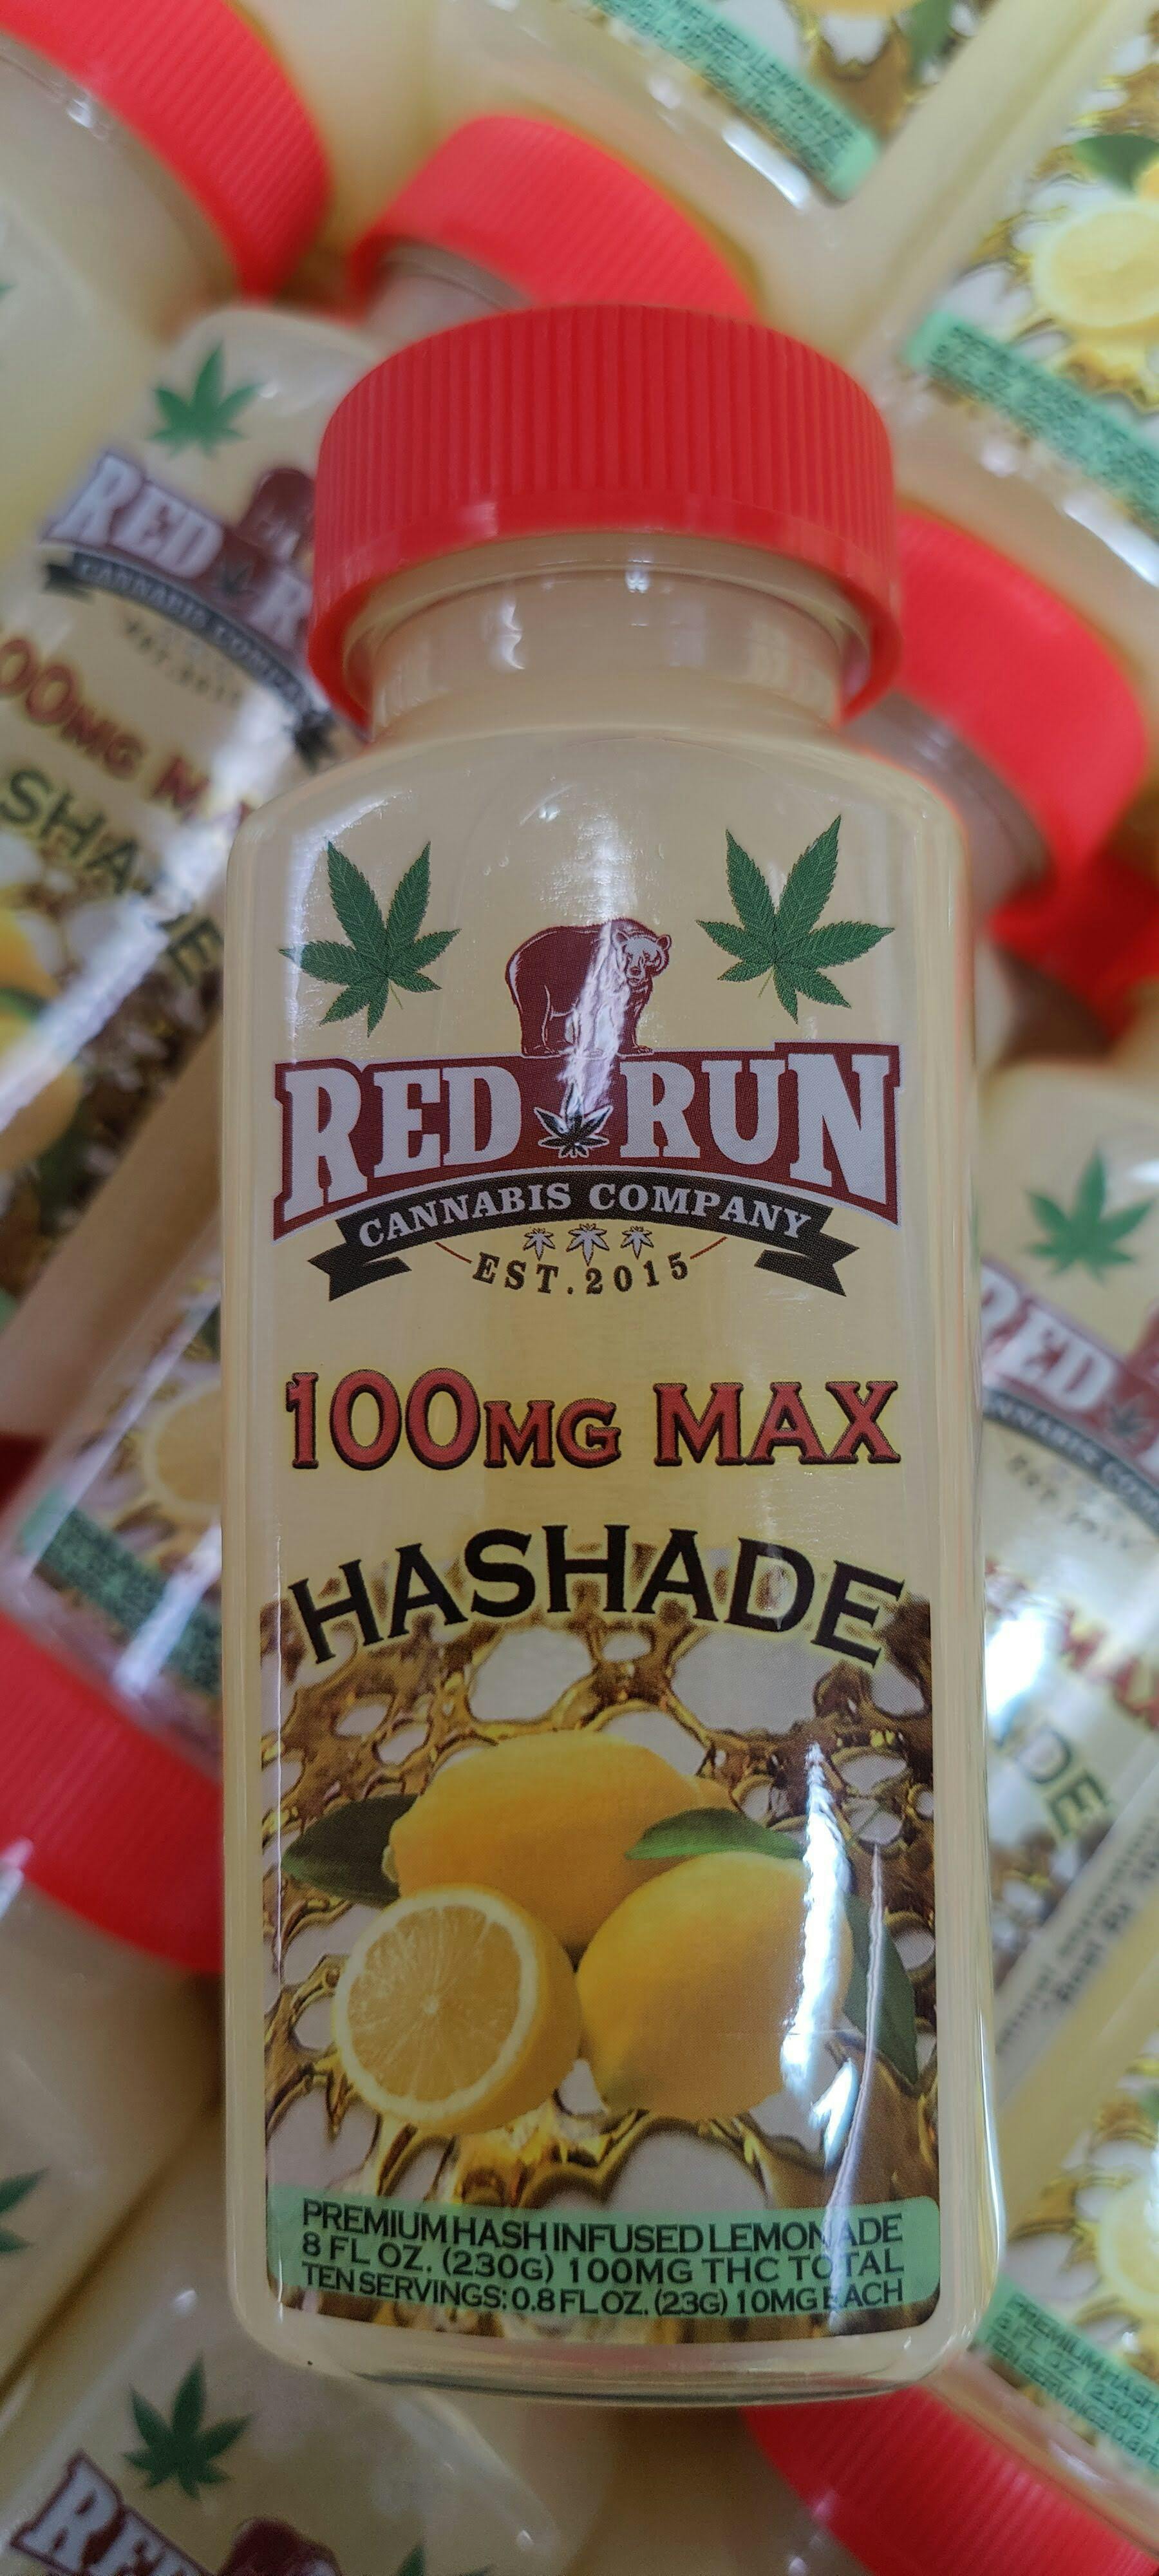 RED RUN
CANNABIS COMPANY
EST. 2015
100MG MAX
HASHADE
PREMIUM HASH INFUSED LEMONADE
8 FL OZ. (230G) 100MG THC TOTAL
TEN SERVINGS: 0.8 FL OZ. (23G) 10MG EACH